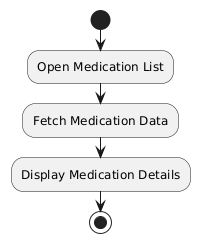 Open Medication List
Fetch Medication Data
Display Medication Details